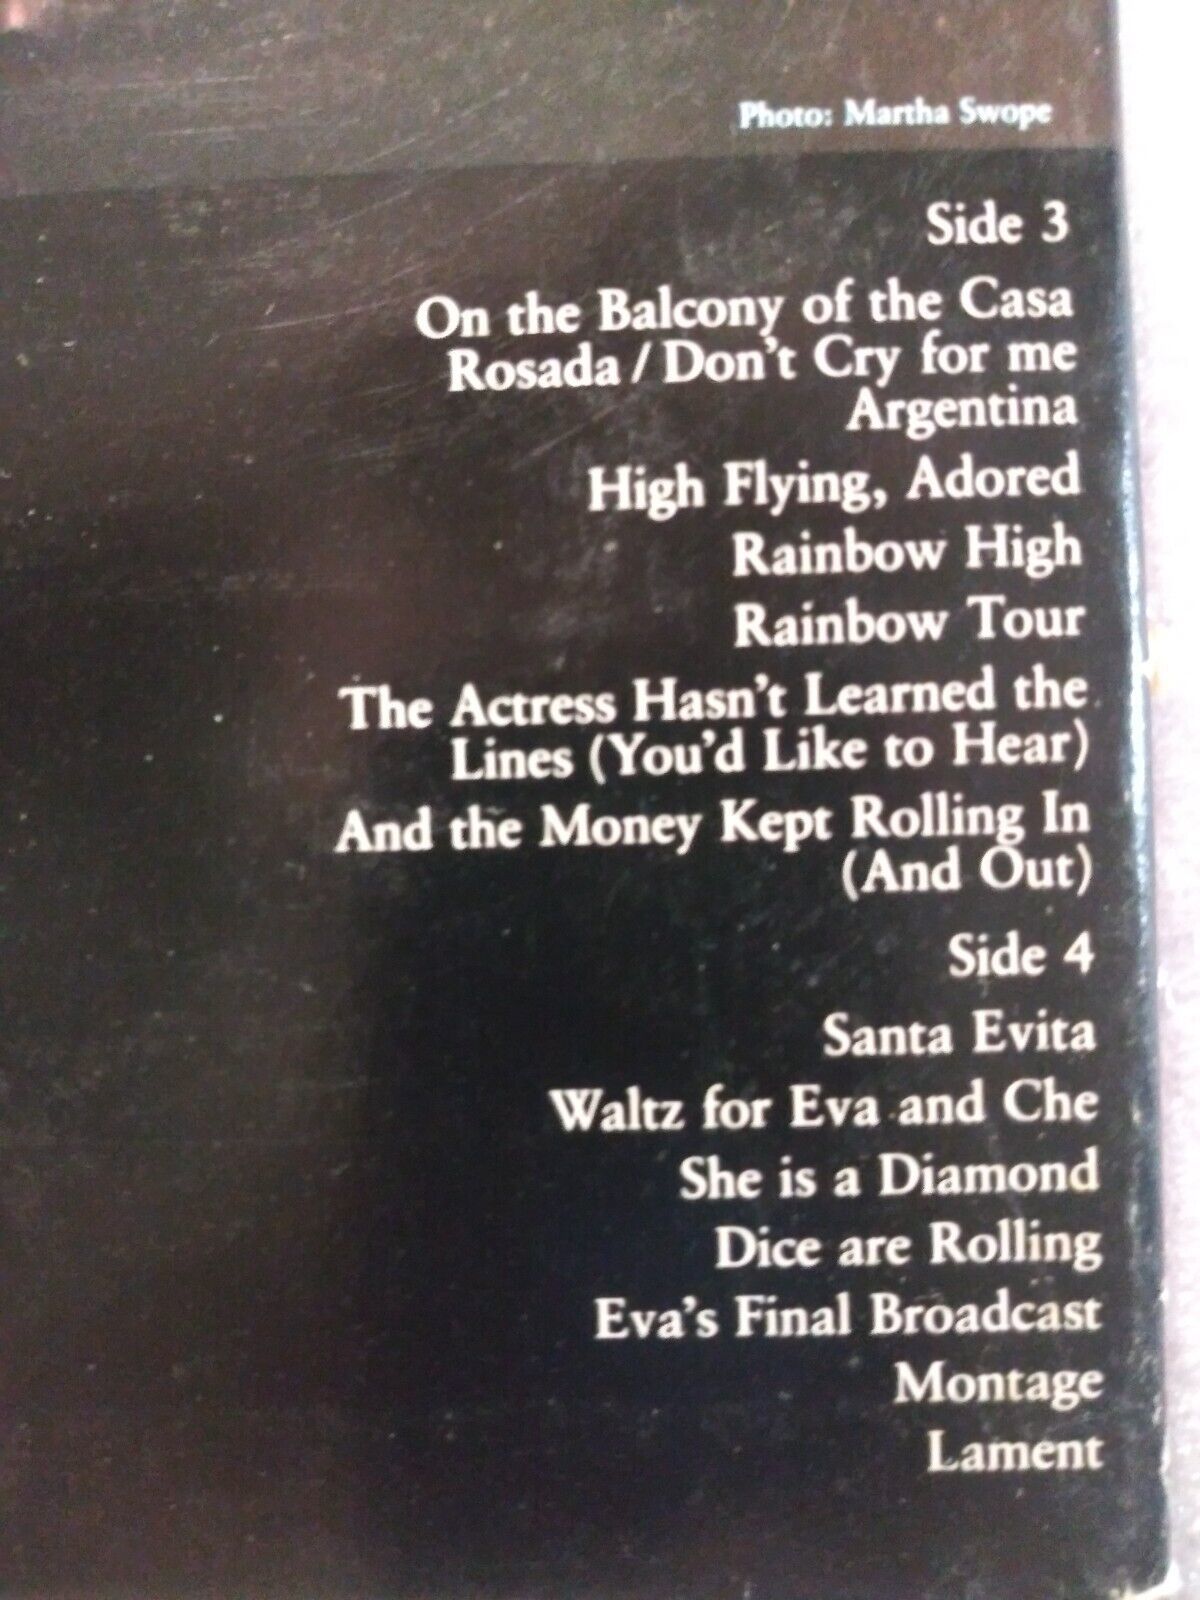 Photo: Martha Swope
Side 3
On the Balcony of the Casa
Rosada / Don't Cry for me
Argentina
High Flying, Adored
Rainbow High
Rainbow Tour
The Actress Hasn't Learned the
Lines (You'd Like to Hear)
And the Money Kept Rolling In
(And Out)
Side 4
Santa Evita
Waltz for Eva and Che
She is a Diamond
Dice are Rolling
Eva's Final Broadcast
Montage
Lament